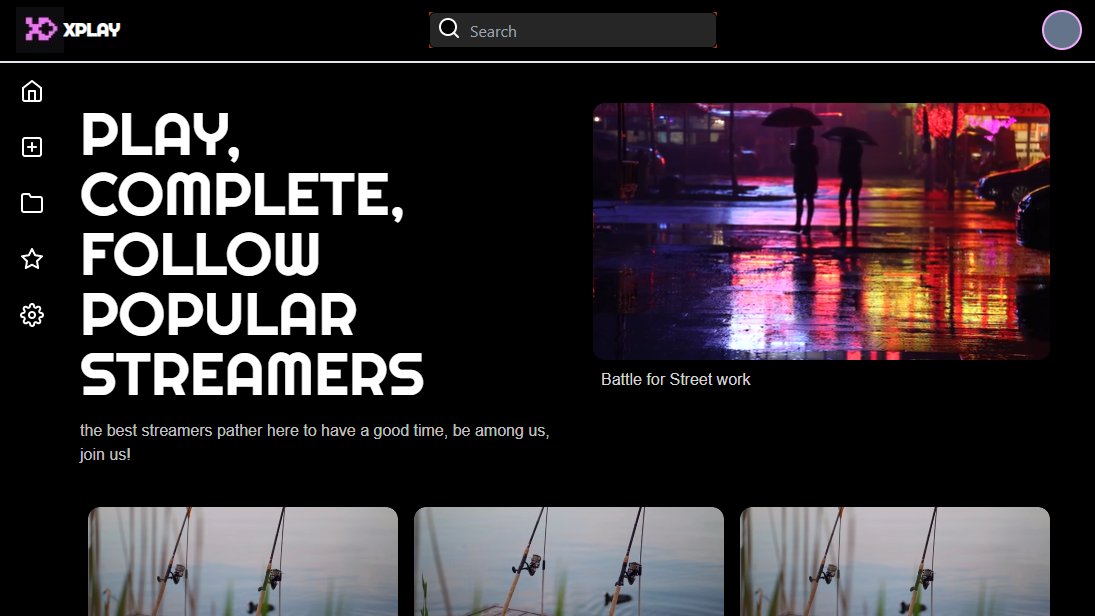 XPLAY
Search
PLAY,
COMPLETE,
FOLLOW
POPULAR
STREAMERS
Battle for Street work
the best streamers pather here to have a good time, be among us,
join us!